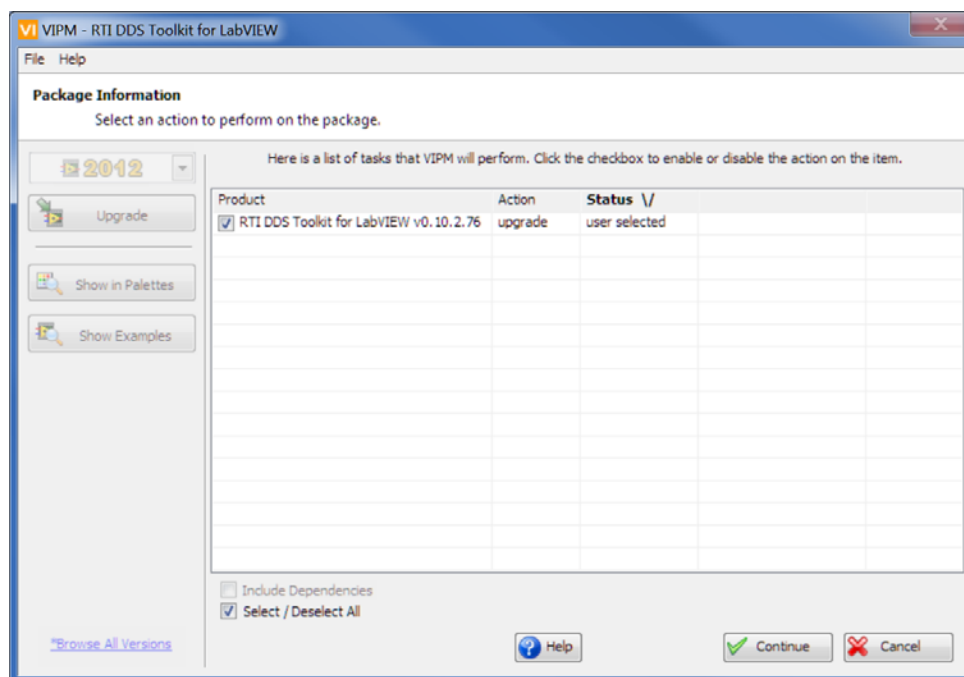 VI VIPM - RTI DDS Toolkit for LabVIEW
File Help
Package Information
Select an action to perform on the package.
2012
Upgrade
Show in Palettes
Show Examples
*Browse All Versions
Here is a list of tasks that VIPM will perform. Click the checkbox to enable or disable the action on the item.
Product Action Status \/
RTI DDS Toolkit for LabVIEW v0.10.2.76 upgrade user selected
Include Dependencies
Select / Deselect All
Help Continue Cancel